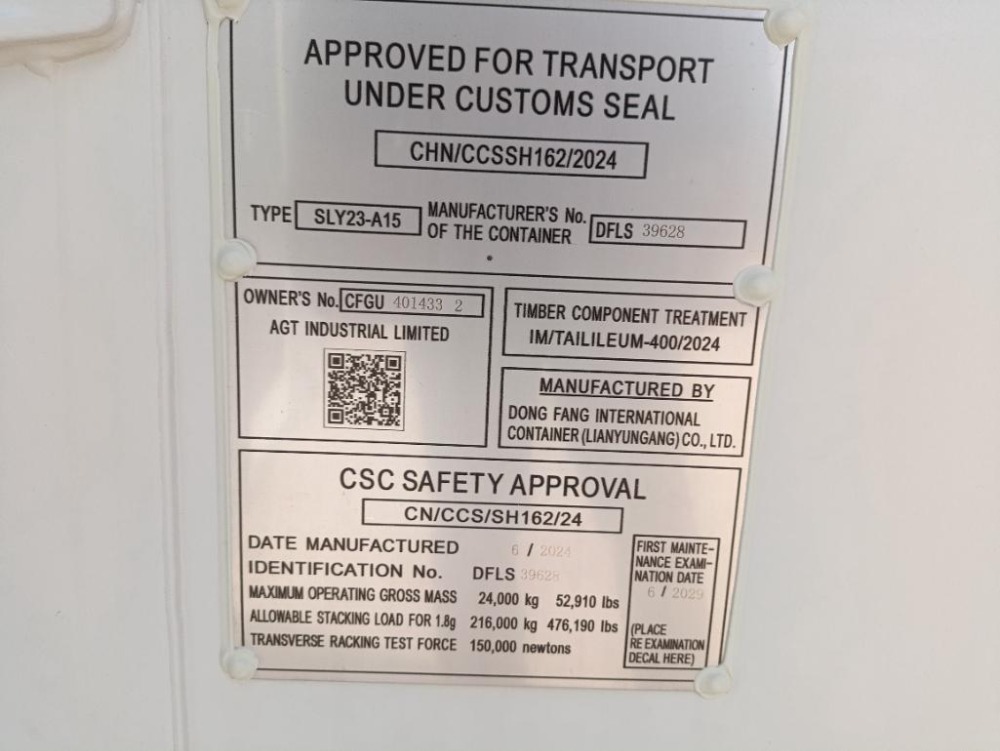 APPROVED FOR TRANSPORT
UNDER CUSTOMS SEAL
CHN/CCSSH162/2024
TYPE SLY23-A15 MANUFACTURER'S No.
OF THE CONTAINER DFLS 39628
OWNER'S No. CFGU 401433 2
AGT INDUSTRIAL LIMITED
TIMBER COMPONENT TREATMENT
IM/TAILILEUM-400/2024
MANUFACTURED BY
DONG FANG INTERNATIONAL
CONTAINER (LIANYUNGANG) CO., LTD.
CSC SAFETY APPROVAL
CN/CCS/SH162/24
DATE MANUFACTURED 6 / 2024
IDENTIFICATION No. DFLS 39628
MAXIMUM OPERATING GROSS MASS 24,000 kg 52,910 lbs
ALLOWABLE STACKING LOAD FOR 1.8g 216,000 kg 476,190 lbs
TRANSVERSE RACKING TEST FORCE 150,000 newtons
FIRST MAINTE-
NANCE EXAMI-
NATION DATE
6 / 2029
(PLACE
RE EXAMINATION
DECAL HERE)